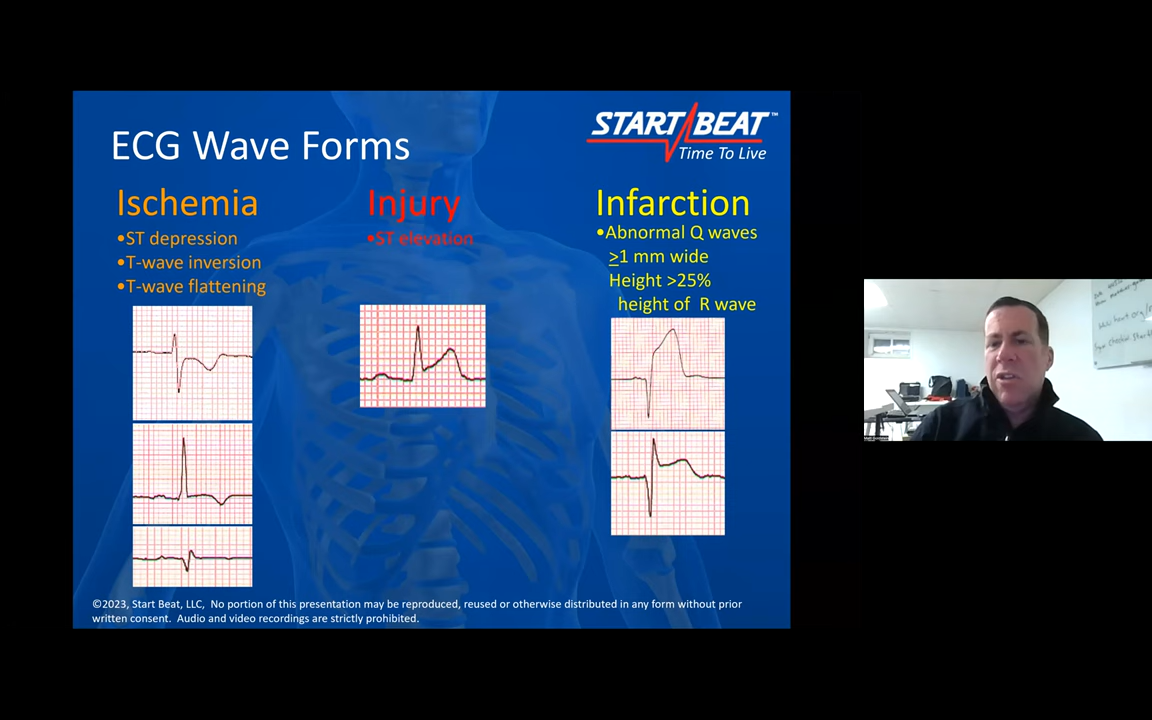 START BEAT™
Time To Live
ECG Wave Forms
Ischemia
•ST depression
•T-wave inversion
•T-wave flattening
Injury
•ST elevation
Infarction
•Abnormal Q waves
≥1 mm wide
Height >25%
height of R wave
©2023, Start Beat, LLC, No portion of this presentation may be reproduced, reused or otherwise distributed in any form without prior
written consent. Audio and video recordings are strictly prohibited.